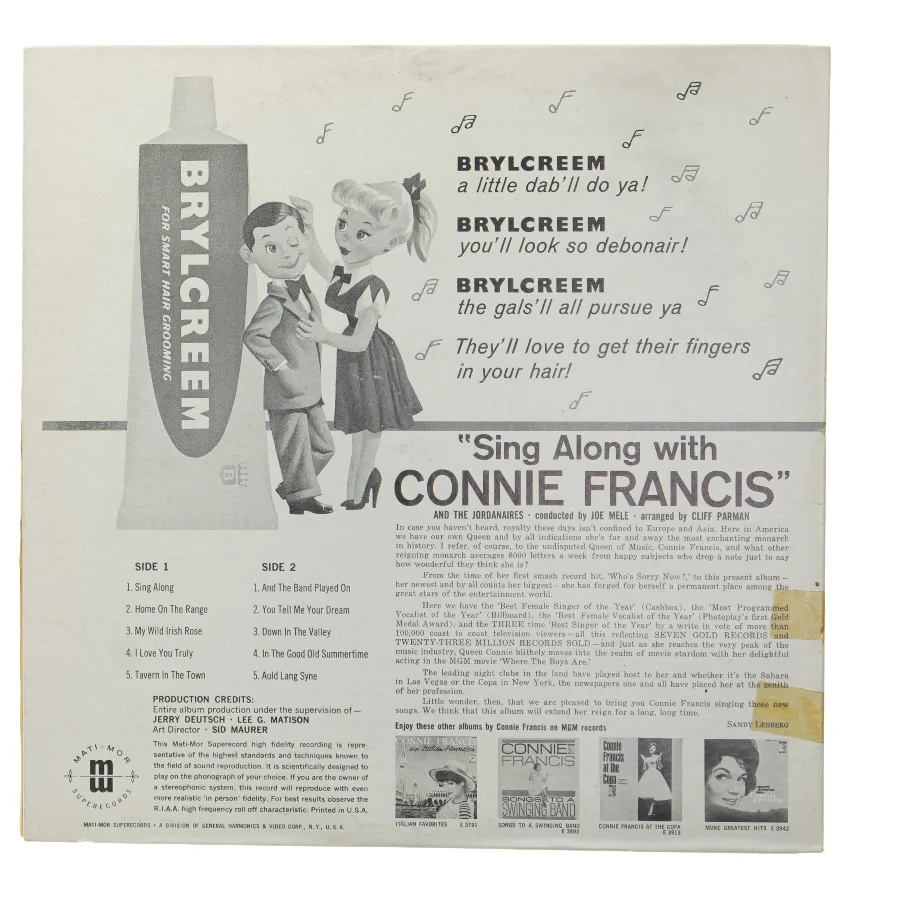 BRYLCREEM
FOR SMART HAIR GROOMING
B
BRYLCREEM
a little dab'll do ya!
BRYLCREEM
you'll look so debonair!
BRYLCREEM
the gals'll all pursue ya
They'll love to get their fingers
in your hair!
"Sing Along with
CONNIE FRANCIS"
AND THE JORDANAIRES · conducted by JOE MELE · arranged by CLIFF PARMAN
In case you haven't heard, royalty these days isn't confined to Europe and Asia. Here in America
we have our own Queen and by all indications she's far and away the most enchanting monarch
in history. I refer, of course, to the undisputed Queen of Music, Connie Francis, and what other
reigning monarch averages 8000 letters a week from happy subjects who drop a note just to say
how wonderful they think she is?
From the time of her first smash record hit, 'Who's Sorry Now?,' to this present album—
her newest and by all counts her biggest—she has forged for herself a permanent place among the
great stars of the entertainment world.
Here we have the 'Best Female Singer of the Year' (Cashbox), the 'Most Programmed
Vocalist of the Year' (Billboard), the 'Best Female Vocalist of the Year' (Photoplay's first Gold
Medal Award), and the THREE time 'Best Singer of the Year' by a write in vote of more than
100,000 coast to coast television viewers—all this reflecting SEVEN GOLD RECORDS and
TWENTY-THREE MILLION RECORDS SOLD—and just as she reaches the very peak of the
music industry, Queen Connie blithely moves into the realm of movie stardom with her delightful
acting in the MGM movie 'Where The Boys Are.'
The leading night clubs in the land have played host to her and whether it's the Sahara
in Las Vegas or the Copa in New York, the newspapers one and all have placed her at the zenith
of her profession.
Little wonder, then, that we are pleased to bring you Connie Francis singing these new
songs. We think that this album will extend her reign for a long, long time.
SANDY LESBERG
SIDE 1
1. Sing Along
2. Home On The Range
3. My Wild Irish Rose
4. I Love You Truly
5. Tavern In The Town
SIDE 2
1. And The Band Played On
2. You Tell Me Your Dream
3. Down In The Valley
4. In The Good Old Summertime
5. Auld Lang Syne
PRODUCTION CREDITS:
Entire album production under the supervision of—
JERRY DEUTSCH · LEE G. MATISON
Art Director · SID MAURER
MATI-MOR
m
SUPERECORDS
This Mati-Mor Superecord high fidelity recording is repre-
sentative of the highest standards and techniques known to
the field of sound reproduction. It is scientifically designed to
play on the phonograph of your choice. If you are the owner of
a stereophonic system, this record will reproduce with even
more realistic 'in person' fidelity. For best results observe the
R.I.A.A. high frequency roll off characteristic. Printed in U.S.A.
MATI-MOR SUPERECORDS • A DIVISION OF GENERAL HARMONICS & VIDEO CORP., N.Y., U.S.A.
Enjoy these other albums by Connie Francis on MGM records
CONNIE FRANCIS
Italian Favorites
ITALIAN FAVORITES E 3791
CONNIE
FRANCIS
SONGS TO A
SWINGING BAND
SONGS TO A SWINGING BAND
E 3893
Connie
Francis
at the
Copa
CONNIE FRANCIS AT THE COPA
E 3913
MORE GREATEST HITS E 3942